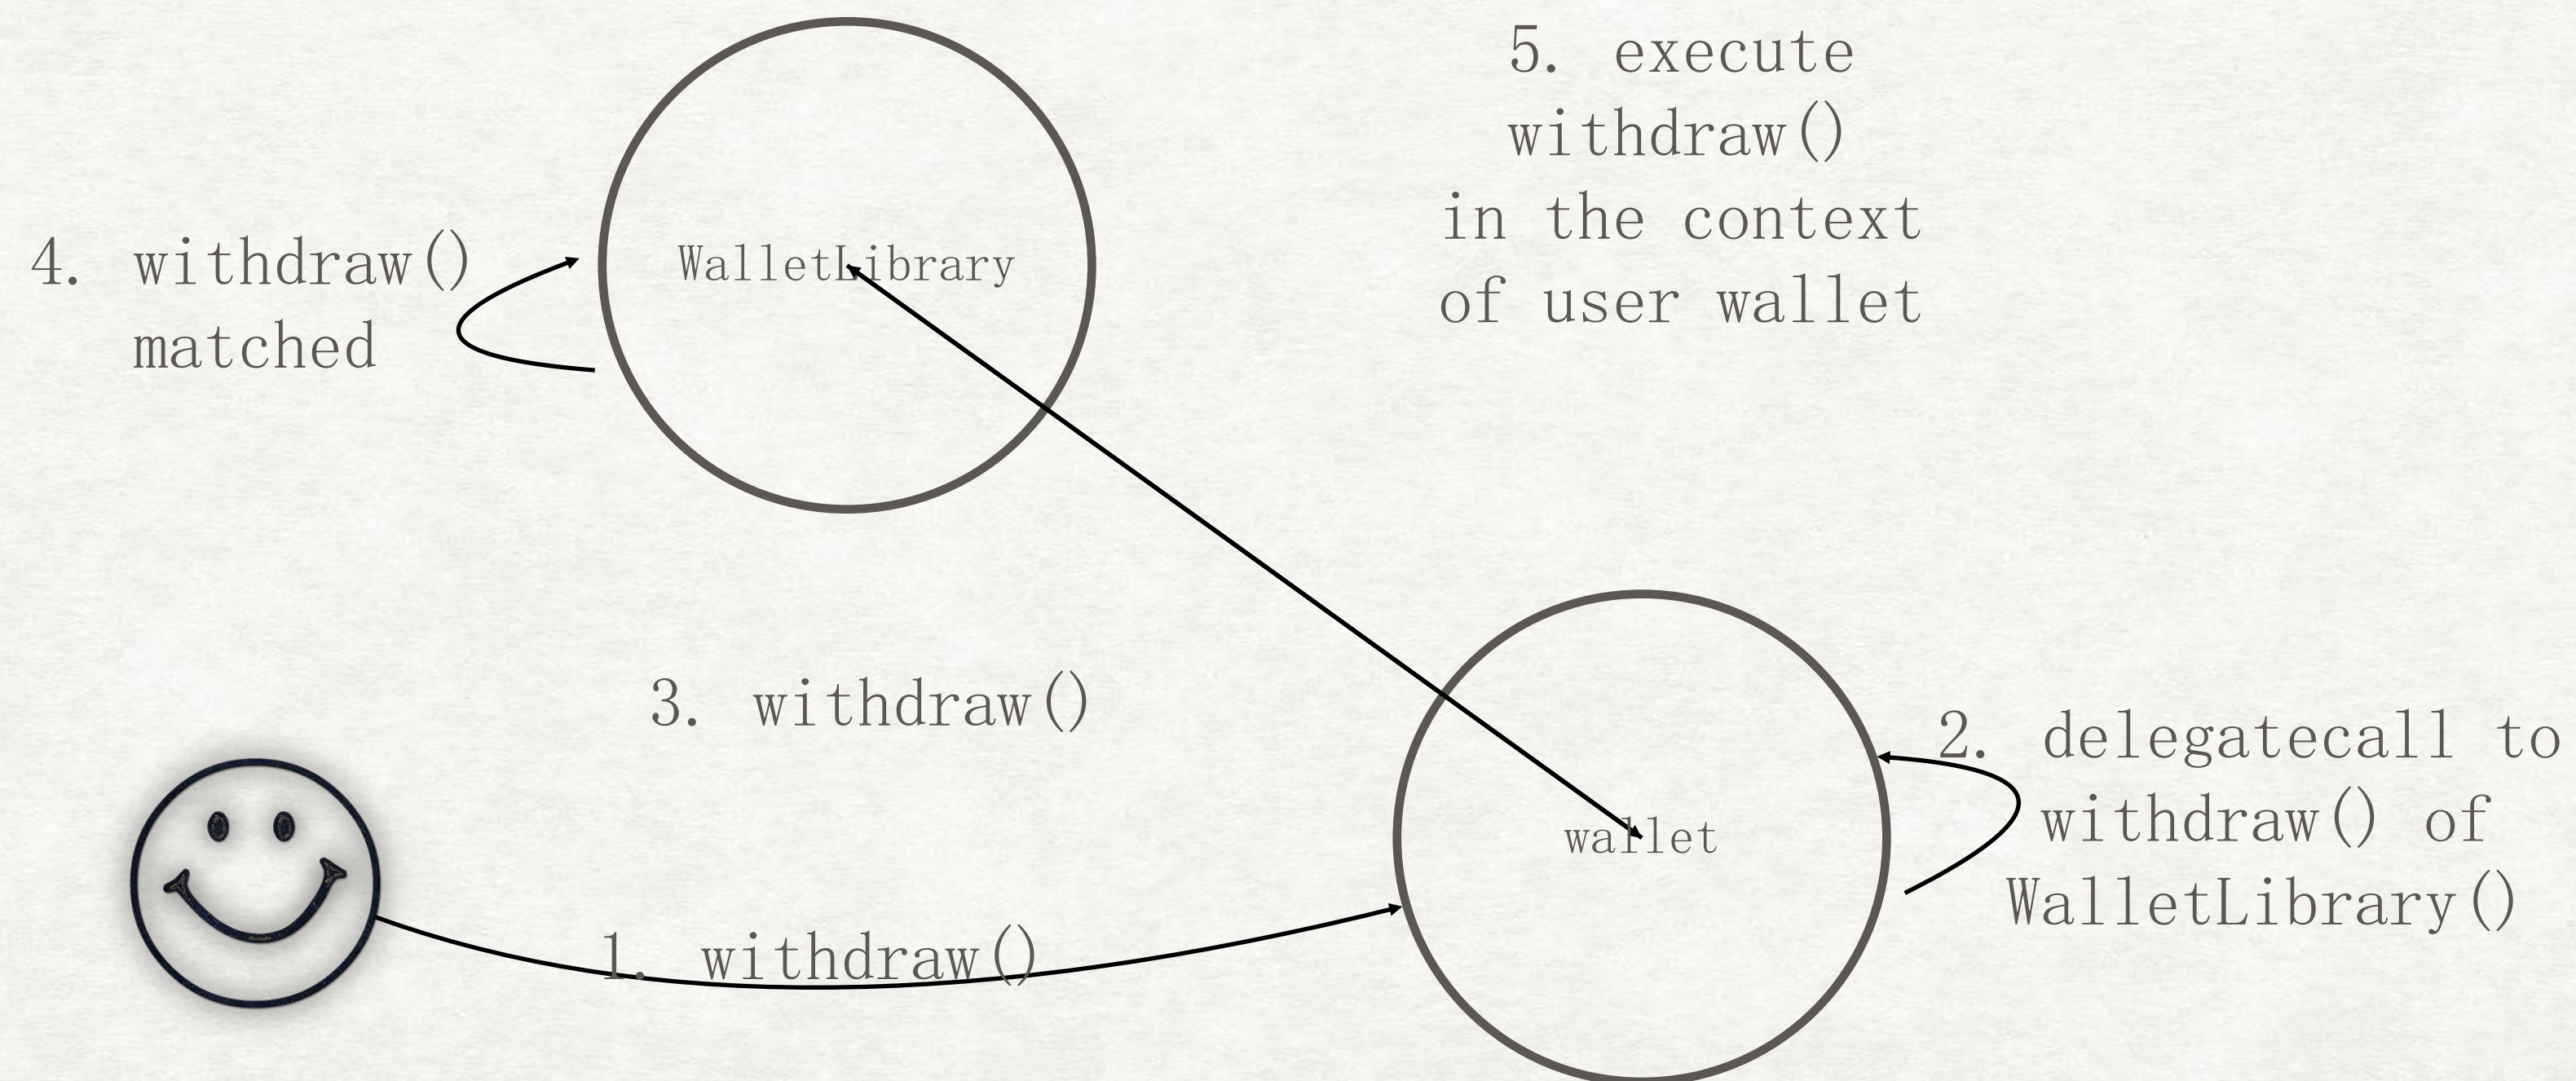 5. execute
withdraw()
in the context
of user wallet
4. withdraw()
matched
WalletLibrary
3. withdraw()
2. delegatecall to
withdraw() of
WalletLibrary()
wallet
1. withdraw()